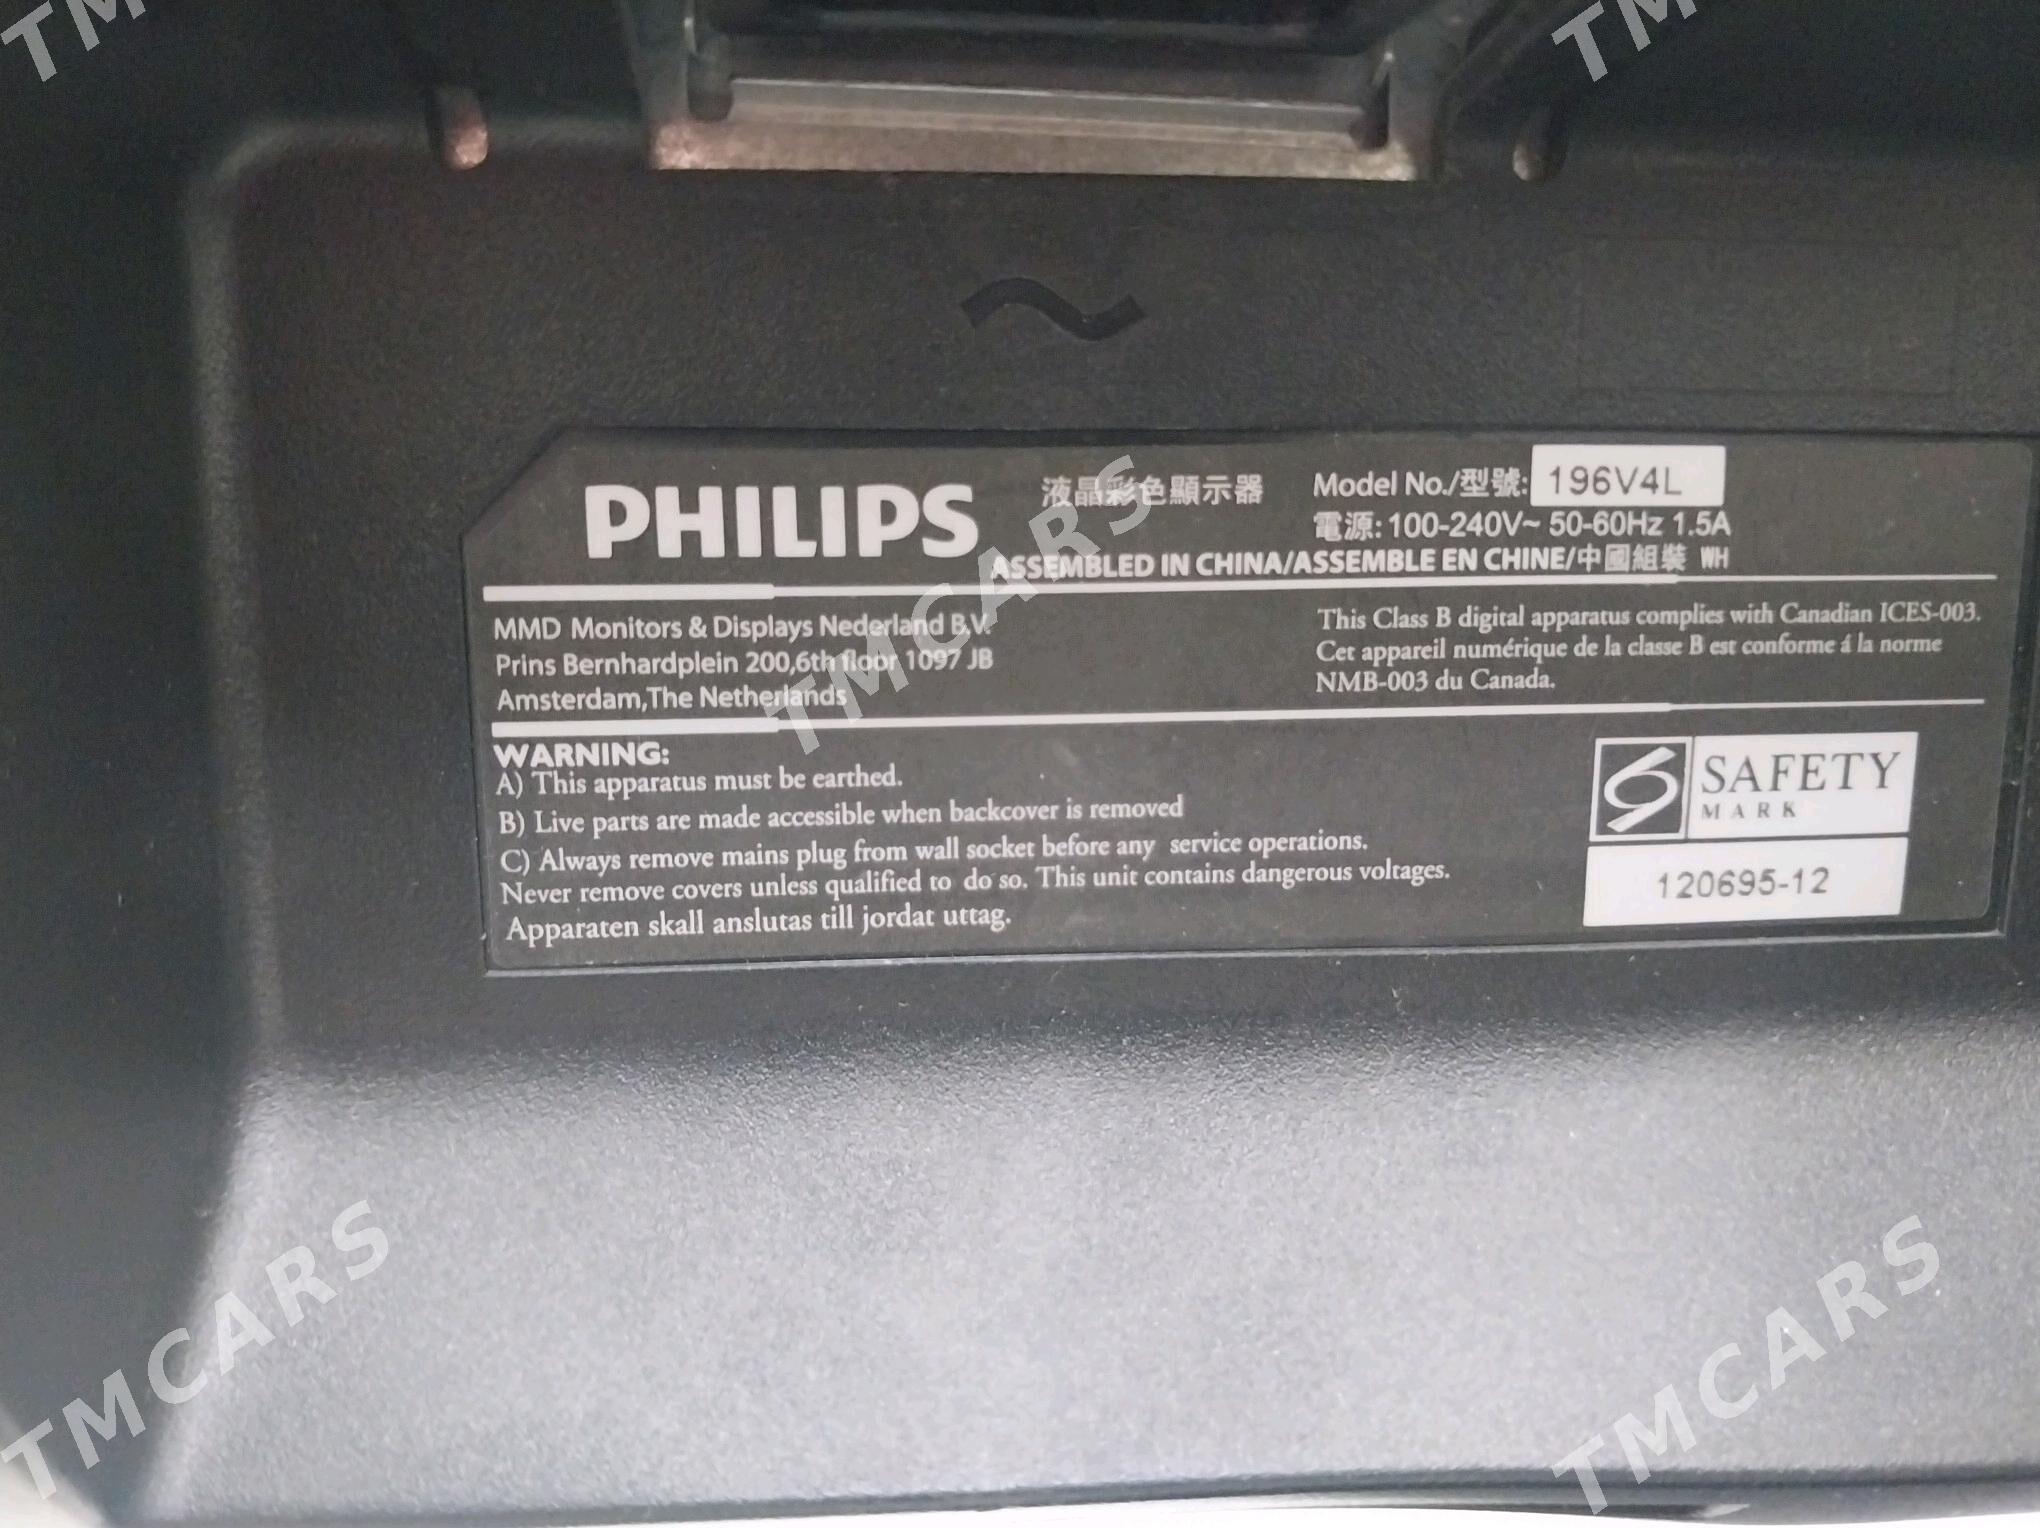 PHILIPS
液晶彩色顯示器
Model No./型號: 196V4L
電源: 100-240V~ 50-60Hz 1.5A
ASSEMBLED IN CHINA/ASSEMBLE EN CHINE/中國組裝 WH
MMD Monitors & Displays Nederland B.V.
Prins Bernhardplein 200,6th floor 1097 JB
Amsterdam,The Netherlands
This Class B digital apparatus complies with Canadian ICES-003.
Cet appareil numérique de la classe B est conforme á la norme
NMB-003 du Canada.
WARNING:
A) This apparatus must be earthed.
B) Live parts are made accessible when backcover is removed
C) Always remove mains plug from wall socket before any service operations.
Never remove covers unless qualified to do so. This unit contains dangerous voltages.
Apparaten skall anslutas till jordat uttag.
SAFETY
MARK
120695-12
TMCARS
TMCARS
TMCARS